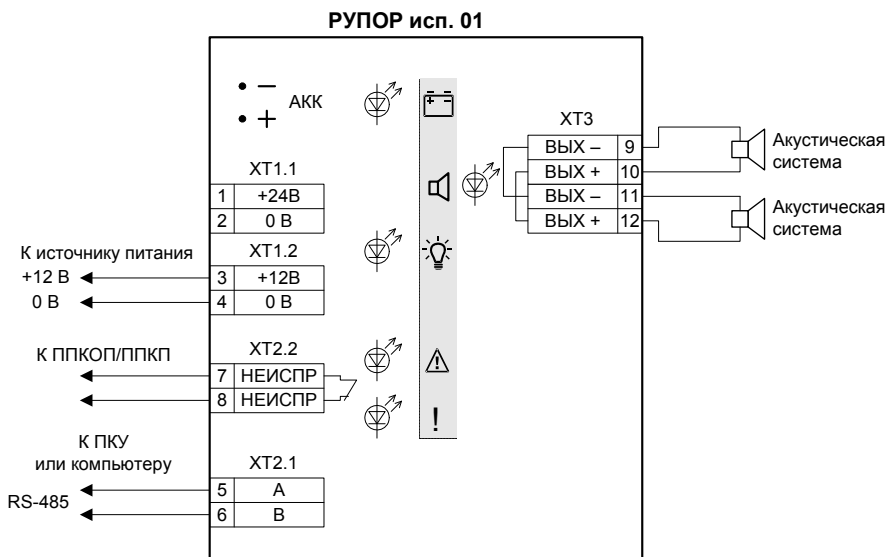 РУПОР исп. 01
−
АКК
+
XT1.1
1 +24В
2 0 В
К источнику питания
XT1.2
+12 В 3 +12В
0 В 4 0 В
К ППКОП/ППКП
XT2.2
7 НЕИСПР
8 НЕИСПР
!
К ПКУ
или компьютеру
XT2.1
RS-485
5 A
6 B
XT3
ВЫХ – 9
ВЫХ + 10
ВЫХ – 11
ВЫХ + 12
Акустическая
система
Акустическая
система